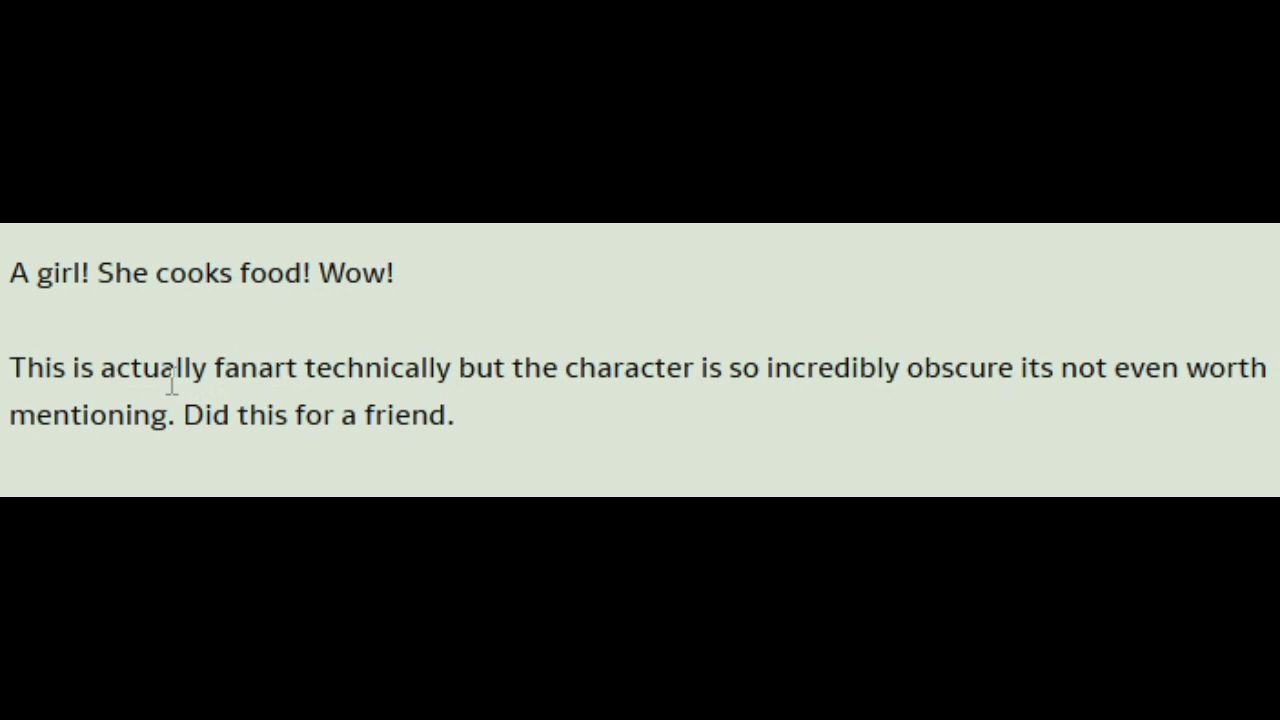 A girl! She cooks food! Wow!
This is actually fanart technically but the character is so incredibly obscure its not even worth
mentioning. Did this for a friend.